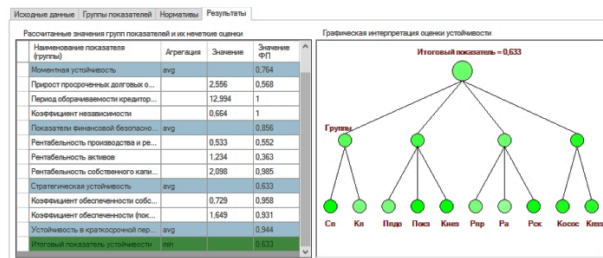 Исходные данные Группы показателей Нормативы Результаты
Рассчитанные значения групп показателей и их нечеткие оценки
Наименование показателя (группы) Агрегация Значение Значение ФП
Моментная устойчивость avg 0,764
Прирост просроченных долговых о... 2,556 0,568
Период оборачиваемости кредитор... 12,994 1
Коэффициент независимости 0,664 1
Показатели финансовой безопасно... avg 0,856
Рентабельность производства и ре... 0,533 0,552
Рентабельность активов 1,234 0,363
Рентабельность собственного капи... 2,098 0,985
Стратегическая устойчивость avg 0,633
Коэффициент обеспеченности собс... 0,729 0,958
Коэффициент обеспеченности (пок... 1,649 0,931
Устойчивость в краткосрочной пер... avg 0,944
Итоговый показатель устойчивости min 0,633
Графическая интерпретация оценки устойчивости
Итоговый показатель = 0,633
Группы
Сп Кл Ппдо Покз Кнез Рпр Ра Рск Косос